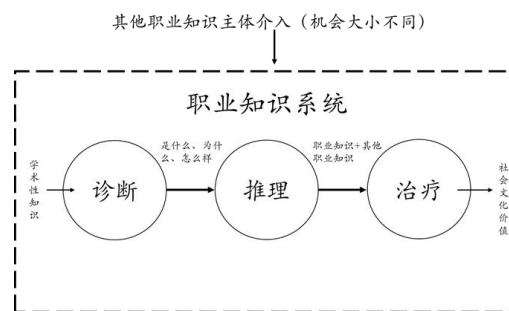 其他职业知识主体介入（机会大小不同）
职业知识系统
学术性知识
诊断
是什么、为什
么、怎么样
推理
职业知识+其他
职业知识
治疗
社会文化价值